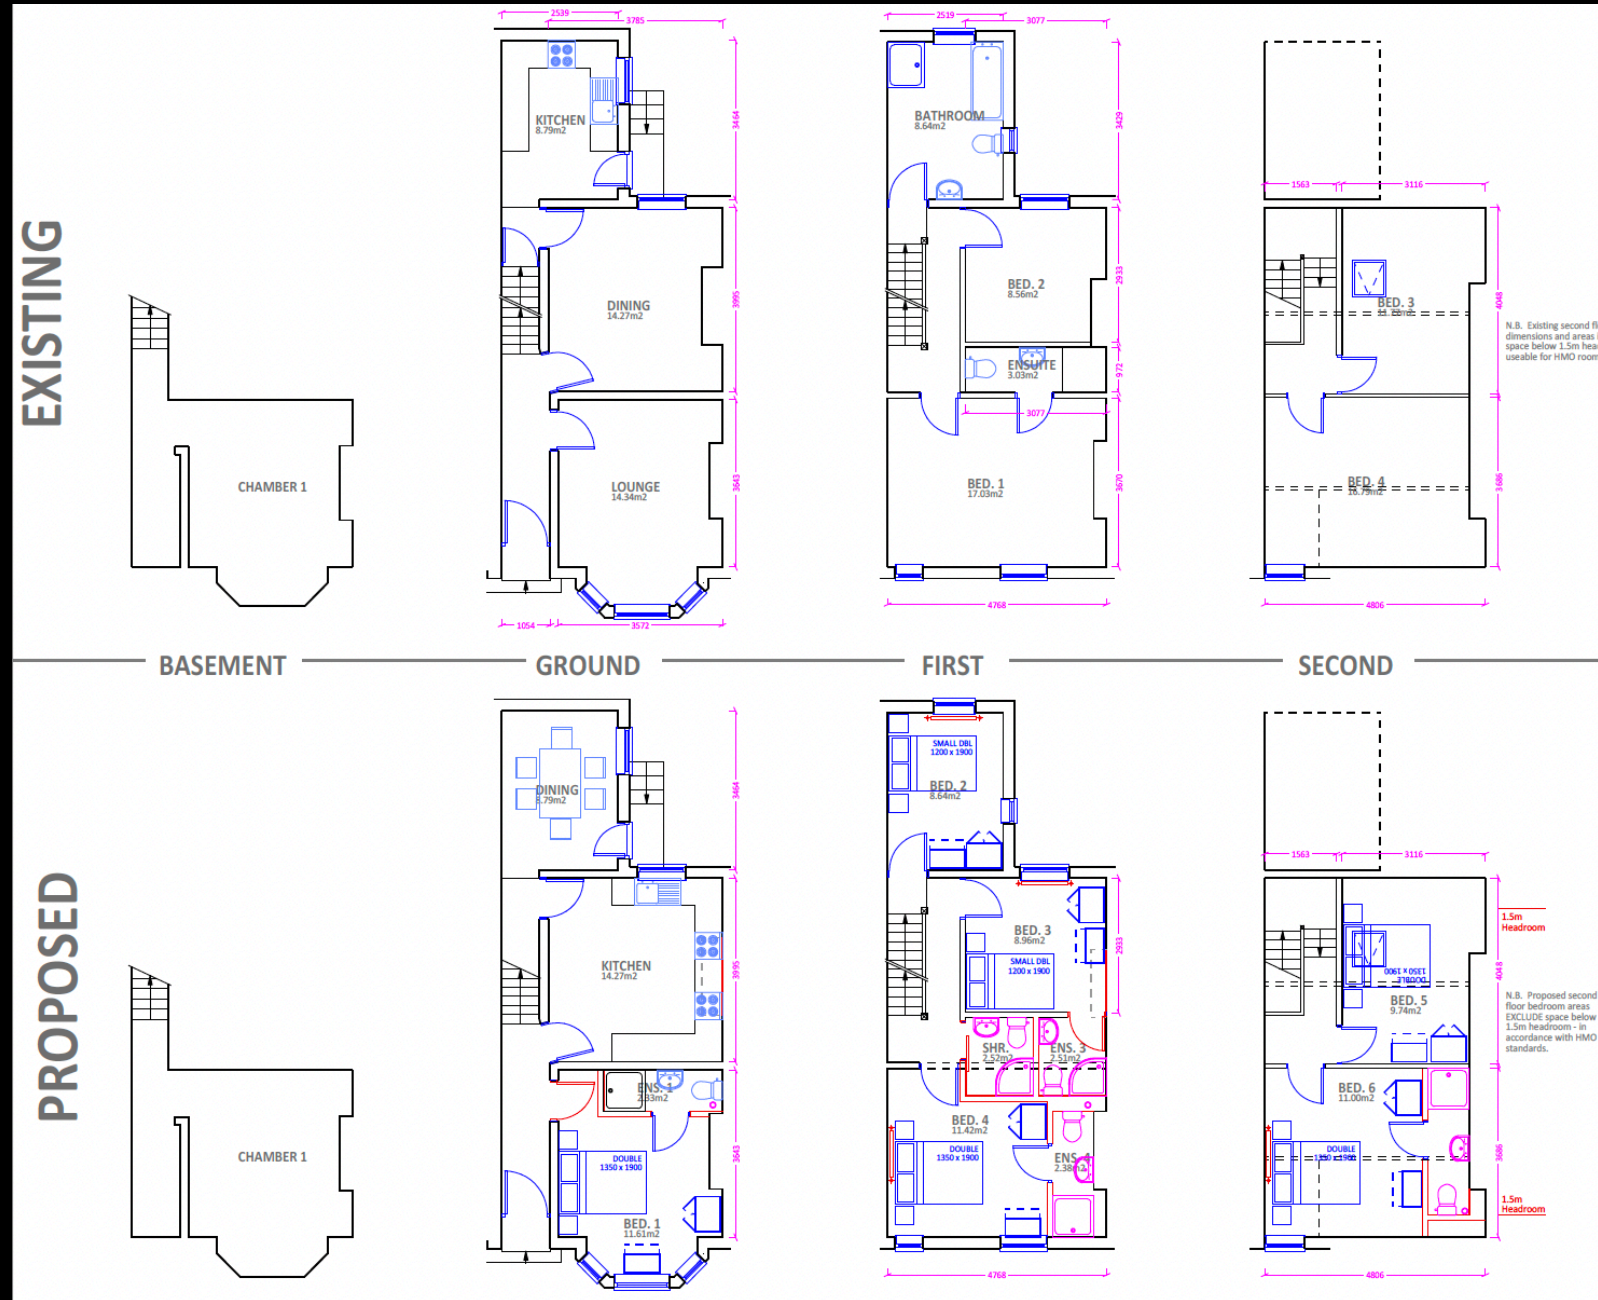 EXISTING
2539
3785
KITCHEN
8.79m2
3464
DINING
14.27m2
3995
LOUNGE
14.34m2
3643
1054
3572
CHAMBER 1
2519
3077
BATHROOM
8.64m2
3429
BED. 2
8.56m2
2933
ENSUITE
3.03m2
972
3077
BED. 1
17.03m2
3670
4768
1563
3116
BED. 3
4048
N.B. Existing second
dimensions and areas
space below 1.5m
useable for HMO
BED. 4
16.79m2
3686
4806
BASEMENT
GROUND
FIRST
SECOND
PROPOSED
CHAMBER 1
DINING
8.79m2
3464
KITCHEN
14.27m2
3995
ENS. 1
DOUBLE
1350 x 1900
BED. 1
11.61m2
3643
SMALL DBL
1200 x 1900
BED. 2
8.64m2
BED. 3
8.96m2
SMALL DBL
1200 x 1900
2933
SHR.
2.52m2
ENS. 3
2.51m2
BED. 4
11.42m2
DOUBLE
1350 x 1900
ENS. 4
2.38m2
4768
1563
3116
1.5m
Headroom
DOUBLE
1350 x 1900
BED. 5
9.74m2
4048
N.B. Proposed second
floor bedroom areas
EXCLUDE space below
1.5m headroom - in
accordance with HMO
standards.
BED. 6
11.00m2
DOUBLE
1350 x 1900
3686
1.5m
Headroom
4806